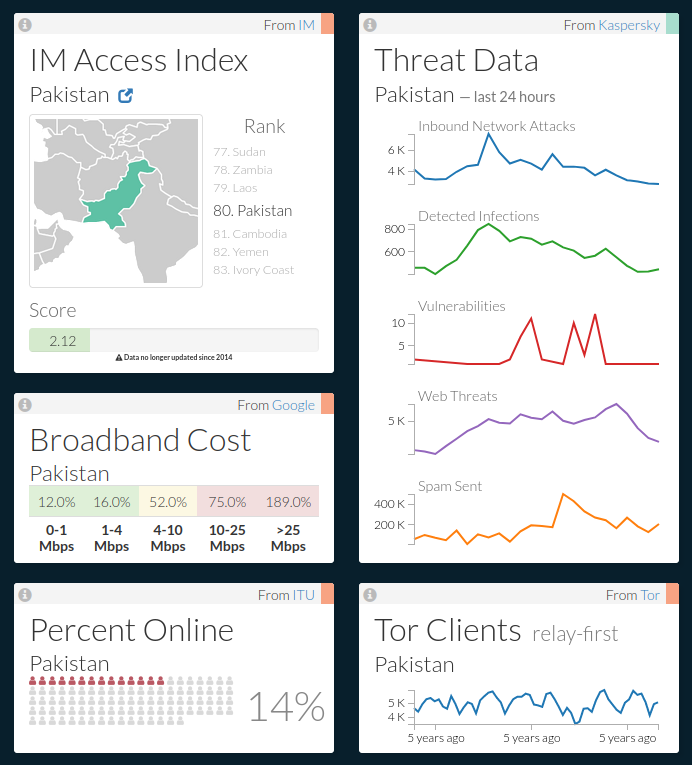 From IM
IM Access Index
Pakistan
Rank
77. Sudan
78. Zambia
79. Laos
80. Pakistan
81. Cambodia
82. Yemen
83. Ivory Coast
Score
2.12
Data no longer updated since 2014
From Google
Broadband Cost
Pakistan
12.0% 16.0% 52.0% 75.0% 189.0%
0-1 1-4 4-10 10-25 >25
Mbps Mbps Mbps Mbps Mbps
From ITU
Percent Online
Pakistan
14%
From Kaspersky
Threat Data
Pakistan — last 24 hours
Inbound Network Attacks
6 K
4 K
Detected Infections
800
600
Vulnerabilities
10
5
Web Threats
5 K
Spam Sent
400 K
200 K
From Tor
Tor Clients relay-first
Pakistan
5 K
4 K
5 years ago 5 years ago 5 years ago